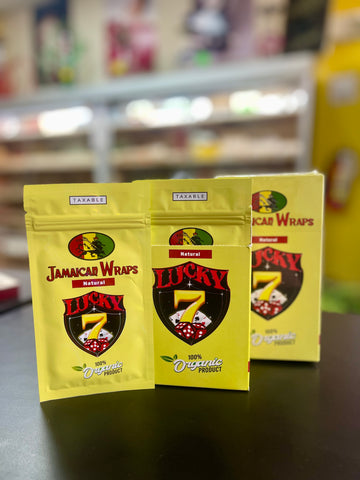 TAXABLE
JAMAICAN WRAPS
Natural
LUCKY
7
100%
Organic
PRODUCT
TAXABLE
Natural
LUCKY
7
100%
Organic
PRODUCT
WRAPS
Natural
LUCKY
7
100%
Organic
PRODUCT